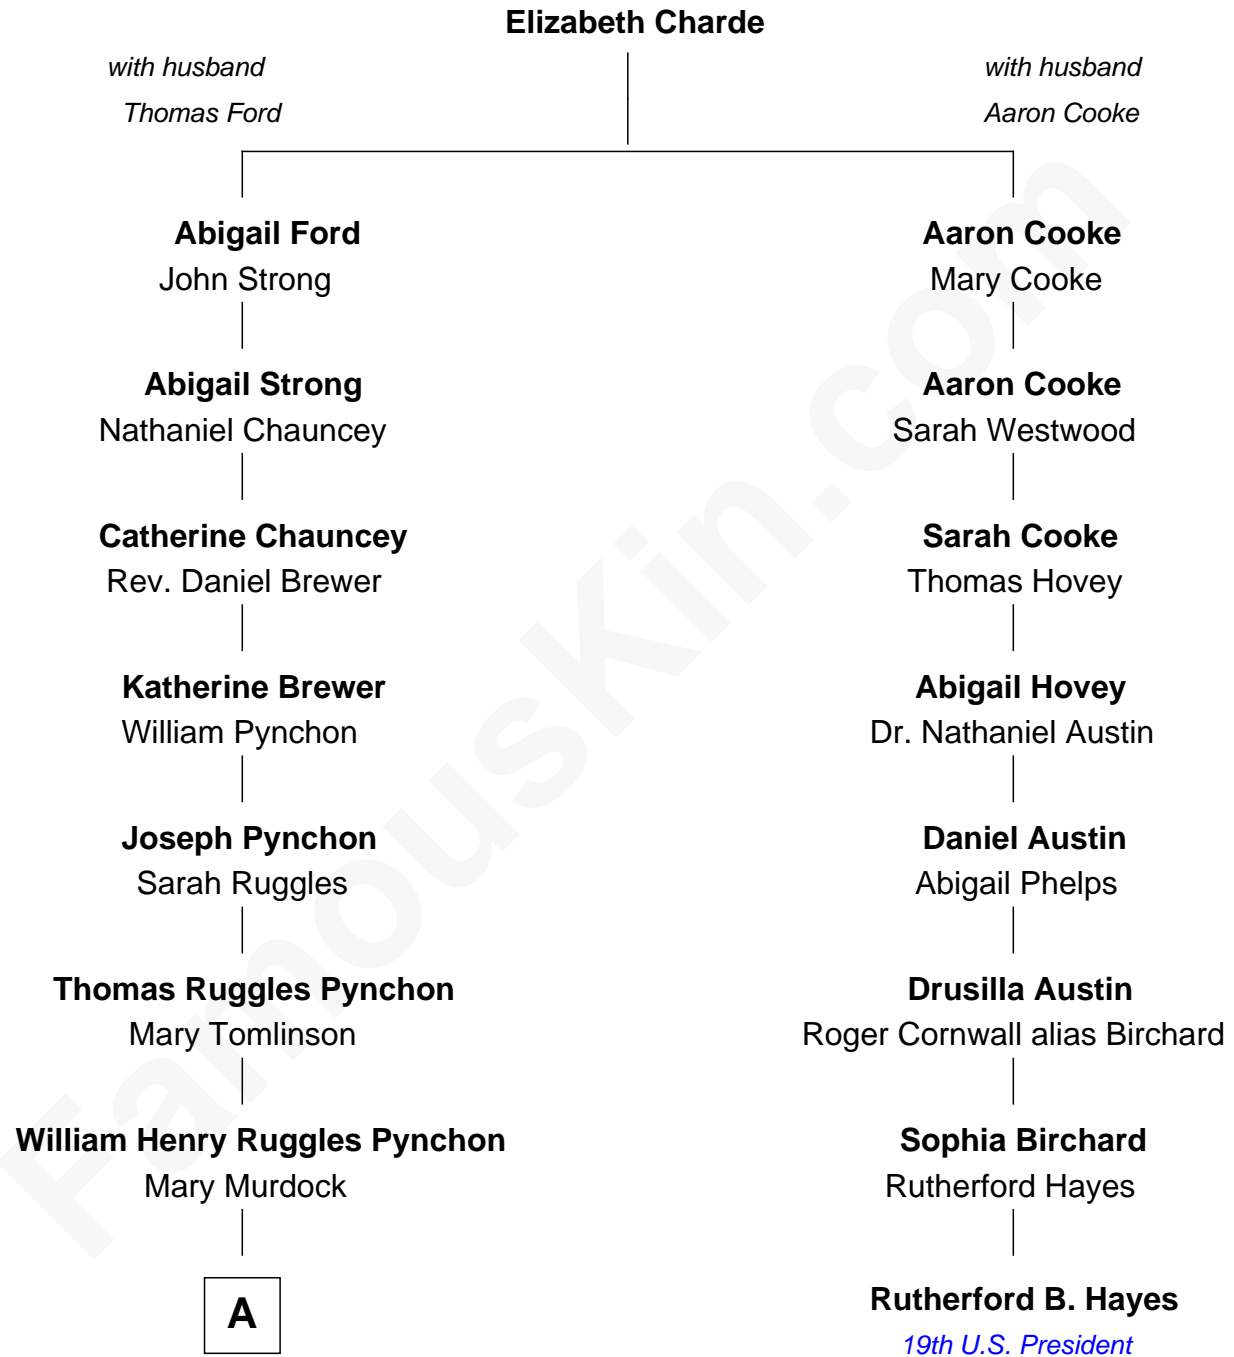 Elizabeth Charde
with husband
Thomas Ford
with husband
Aaron Cooke
Abigail Ford
John Strong
Aaron Cooke
Mary Cooke
Abigail Strong
Nathaniel Chauncey
Aaron Cooke
Sarah Westwood
Catherine Chauncey
Rev. Daniel Brewer
Sarah Cooke
Thomas Hovey
Katherine Brewer
William Pynchon
Abigail Hovey
Dr. Nathaniel Austin
Joseph Pynchon
Sarah Ruggles
Daniel Austin
Abigail Phelps
Thomas Ruggles Pynchon
Mary Tomlinson
Drusilla Austin
Roger Cornwall alias Birchard
William Henry Ruggles Pynchon
Mary Murdock
Sophia Birchard
Rutherford Hayes
A
Rutherford B. Hayes
19th U.S. President
FamousKin.com